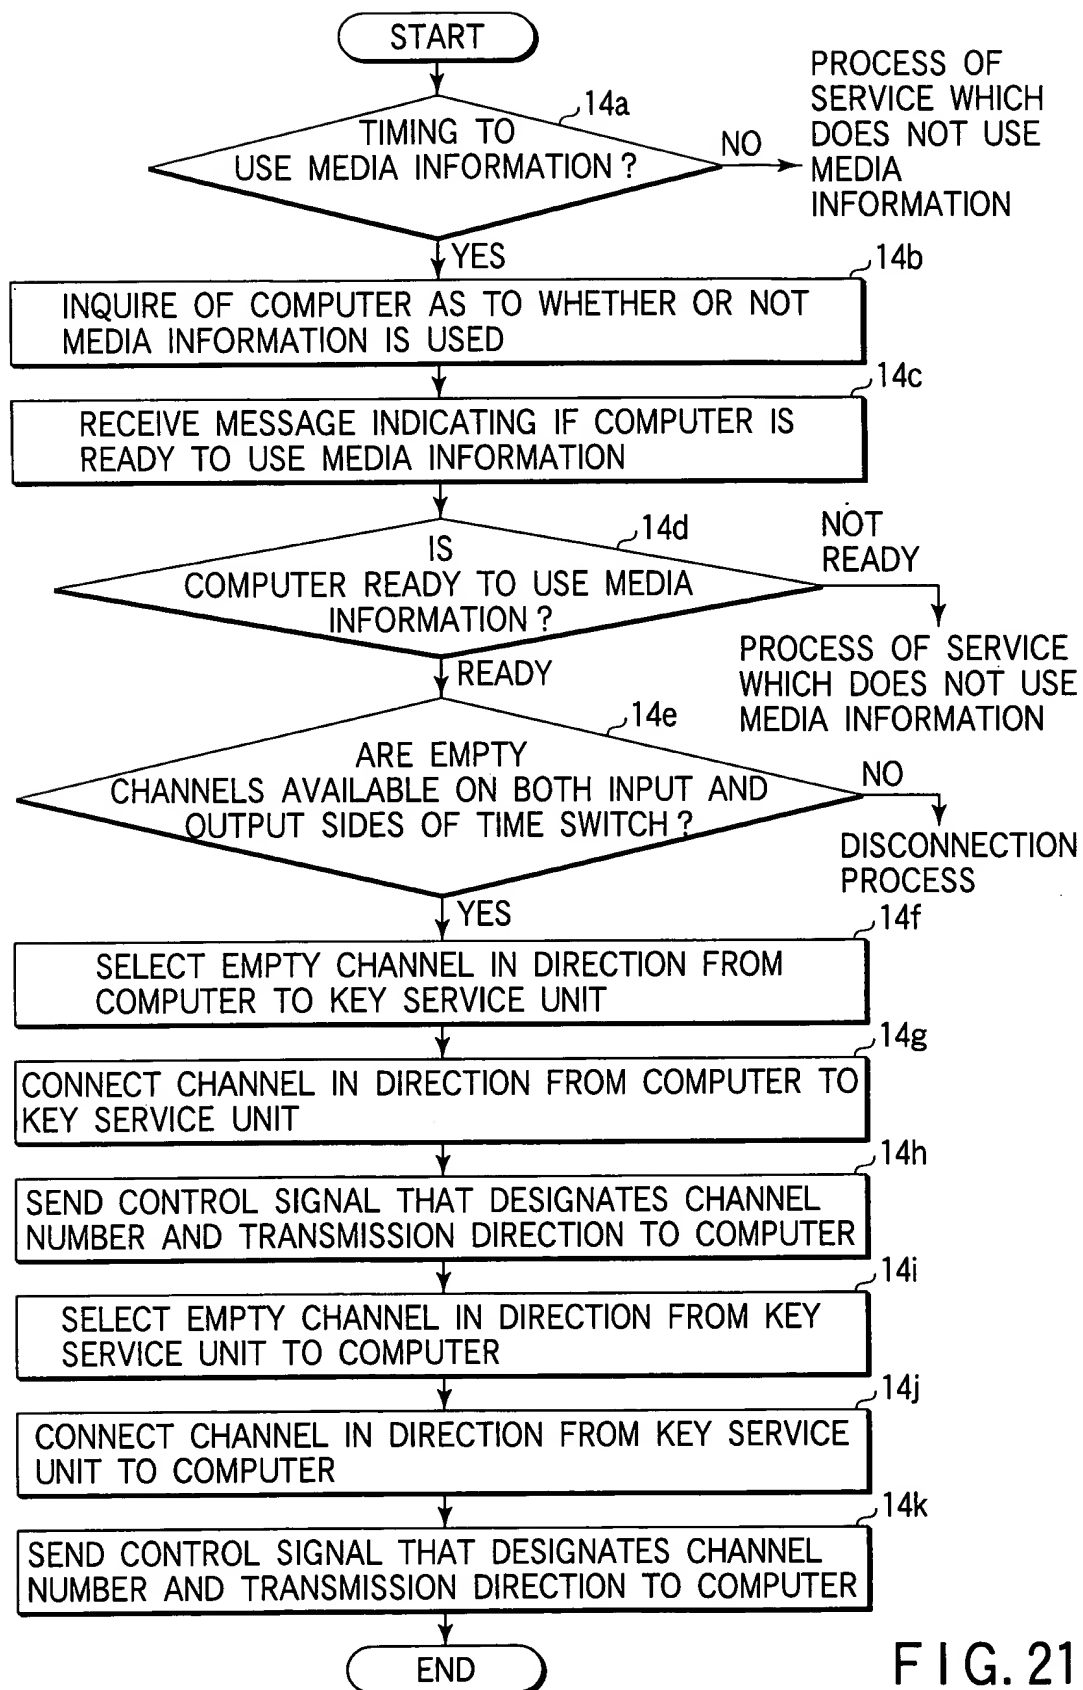 START
14a
TIMING TO
USE MEDIA INFORMATION?
NO
PROCESS OF
SERVICE WHICH
DOES NOT USE
MEDIA
INFORMATION
YES
14b
INQUIRE OF COMPUTER AS TO WHETHER OR NOT
MEDIA INFORMATION IS USED
14c
RECEIVE MESSAGE INDICATING IF COMPUTER IS
READY TO USE MEDIA INFORMATION
14d
IS
COMPUTER READY TO USE MEDIA
INFORMATION?
NOT
READY
PROCESS OF SERVICE
WHICH DOES NOT USE
MEDIA INFORMATION
READY
14e
ARE EMPTY
CHANNELS AVAILABLE ON BOTH INPUT AND
OUTPUT SIDES OF TIME SWITCH?
NO
DISCONNECTION
PROCESS
YES
14f
SELECT EMPTY CHANNEL IN DIRECTION FROM
COMPUTER TO KEY SERVICE UNIT
14g
CONNECT CHANNEL IN DIRECTION FROM COMPUTER TO
KEY SERVICE UNIT
14h
SEND CONTROL SIGNAL THAT DESIGNATES CHANNEL
NUMBER AND TRANSMISSION DIRECTION TO COMPUTER
14i
SELECT EMPTY CHANNEL IN DIRECTION FROM KEY
SERVICE UNIT TO COMPUTER
14j
CONNECT CHANNEL IN DIRECTION FROM KEY SERVICE
UNIT TO COMPUTER
14k
SEND CONTROL SIGNAL THAT DESIGNATES CHANNEL
NUMBER AND TRANSMISSION DIRECTION TO COMPUTER
END
FIG. 21